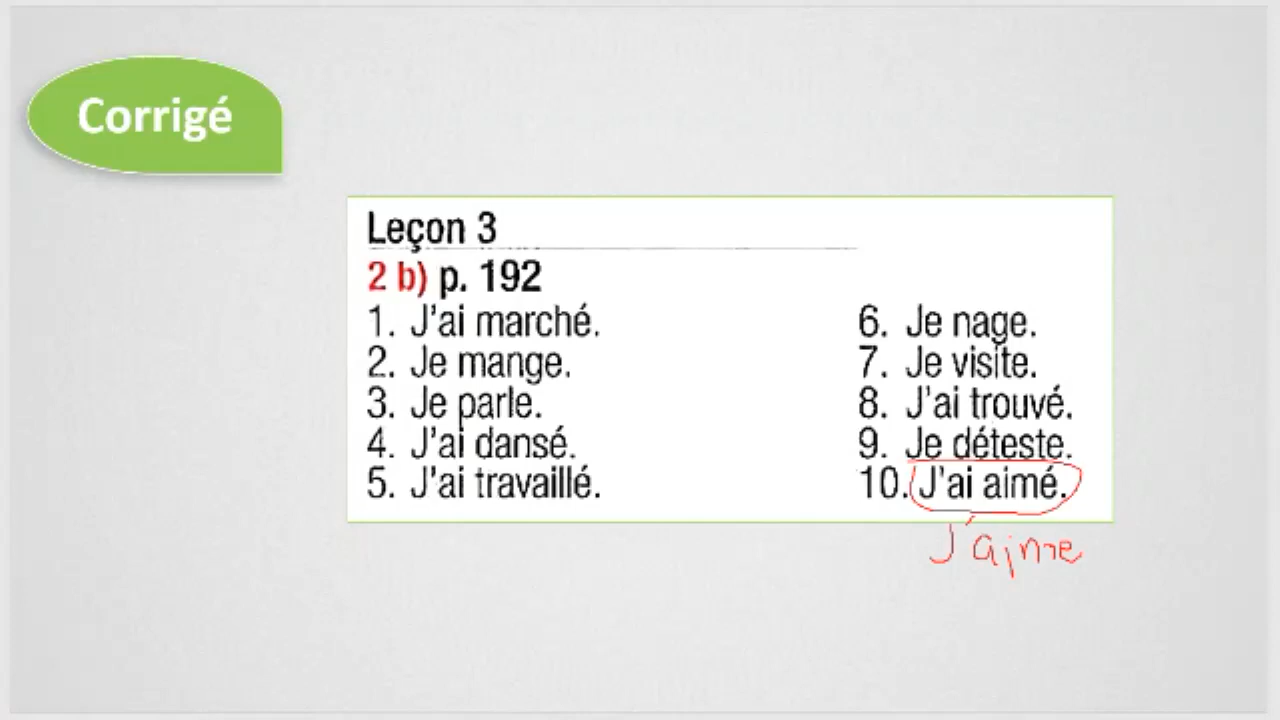 Corrigé
Leçon 3
2 b) p. 192
1. J'ai marché.
2. Je mange.
3. Je parle.
4. J'ai dansé.
5. J'ai travaillé.
6. Je nage.
7. Je visite.
8. J'ai trouvé.
9. Je déteste.
10. J'ai aimé.
J'aime